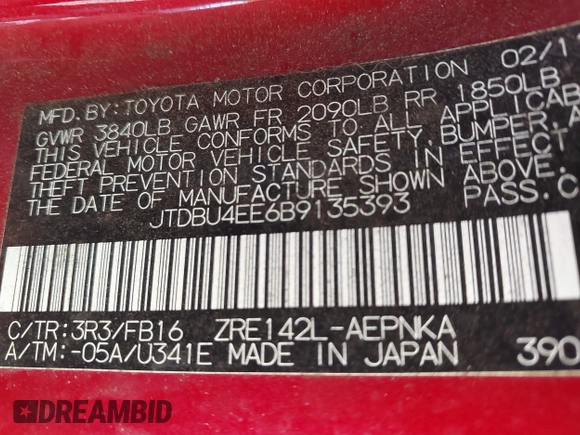 MFD. BY: TOYOTA MOTOR CORPORATION 02/1
GVWR 3840LB GAWR FR 2090LB RR 1850LB
THIS VEHICLE CONFORMS TO ALL APPLICAB
FEDERAL MOTOR VEHICLE SAFETY, BUMPER, A
THEFT PREVENTION STANDARDS IN EFFECT
THE DATE OF MANUFACTURE SHOWN ABOVE.
JTDBU4EE6B9135393 PASS.C
C/TR:3R3/FB16 ZRE142L-AEPNKA
A/TM:-05A/U341E MADE IN JAPAN 390
DREAMBID